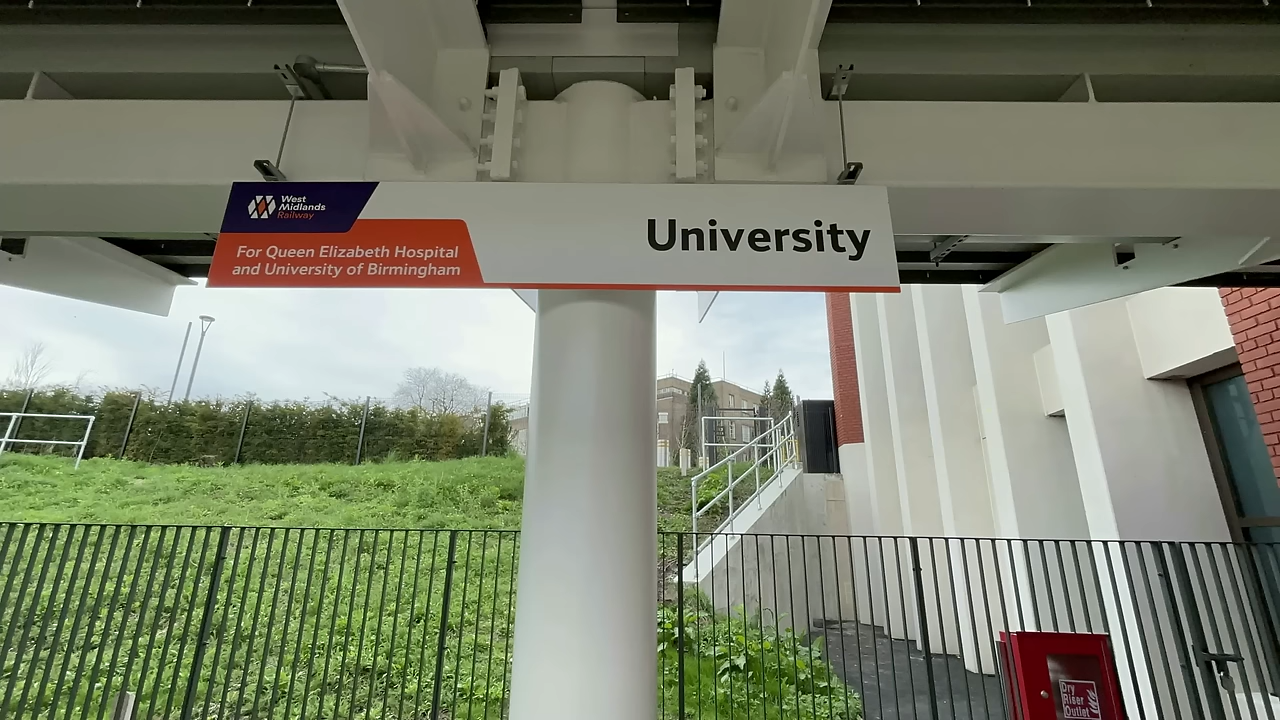 West
Midlands
Railway
University
For Queen Elizabeth Hospital
and University of Birmingham
Dry
Riser
Outlet